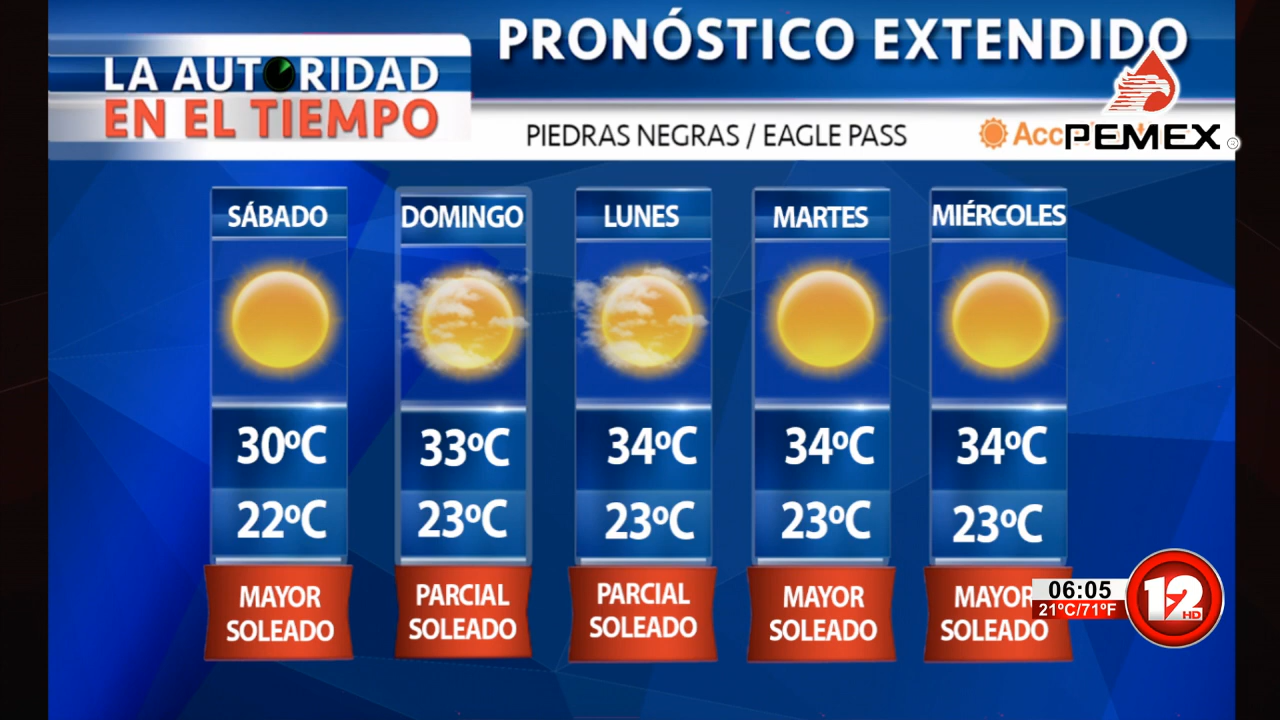 PRONÓSTICO EXTENDIDO
LA AUTORIDAD
EN EL TIEMPO
PIEDRAS NEGRAS / EAGLE PASS
PEMEX
SÁBADO
DOMINGO
LUNES
MARTES
MIÉRCOLES
30ºC
33ºC
34ºC
34ºC
34ºC
22ºC
23ºC
23ºC
23ºC
23ºC
MAYOR
SOLEADO
PARCIAL
SOLEADO
PARCIAL
SOLEADO
MAYOR
SOLEADO
MAYOR
SOLEADO
06:05
21ºC/71ºF
12
HD